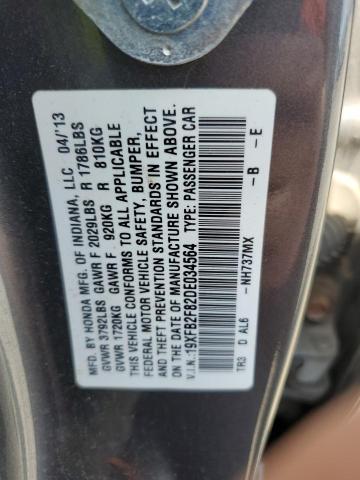 MFD. BY HONDA MFG. OF INDIANA, LLC 04/'13
GVWR 3792LBS GAWR F 2029LBS R 1786LBS
GVWR 1720KG GAWR F 920KG R 810KG
THIS VEHICLE CONFORMS TO ALL APPLICABLE
FEDERAL MOTOR VEHICLE SAFETY, BUMPER,
AND THEFT PREVENTION STANDARDS IN EFFECT
ON THE DATE OF MANUFACTURE SHOWN ABOVE.
V.I.N.:19XFB2F62DE034564 TYPE: PASSENGER CAR
NH737MX -B -E
TR3 D AL6